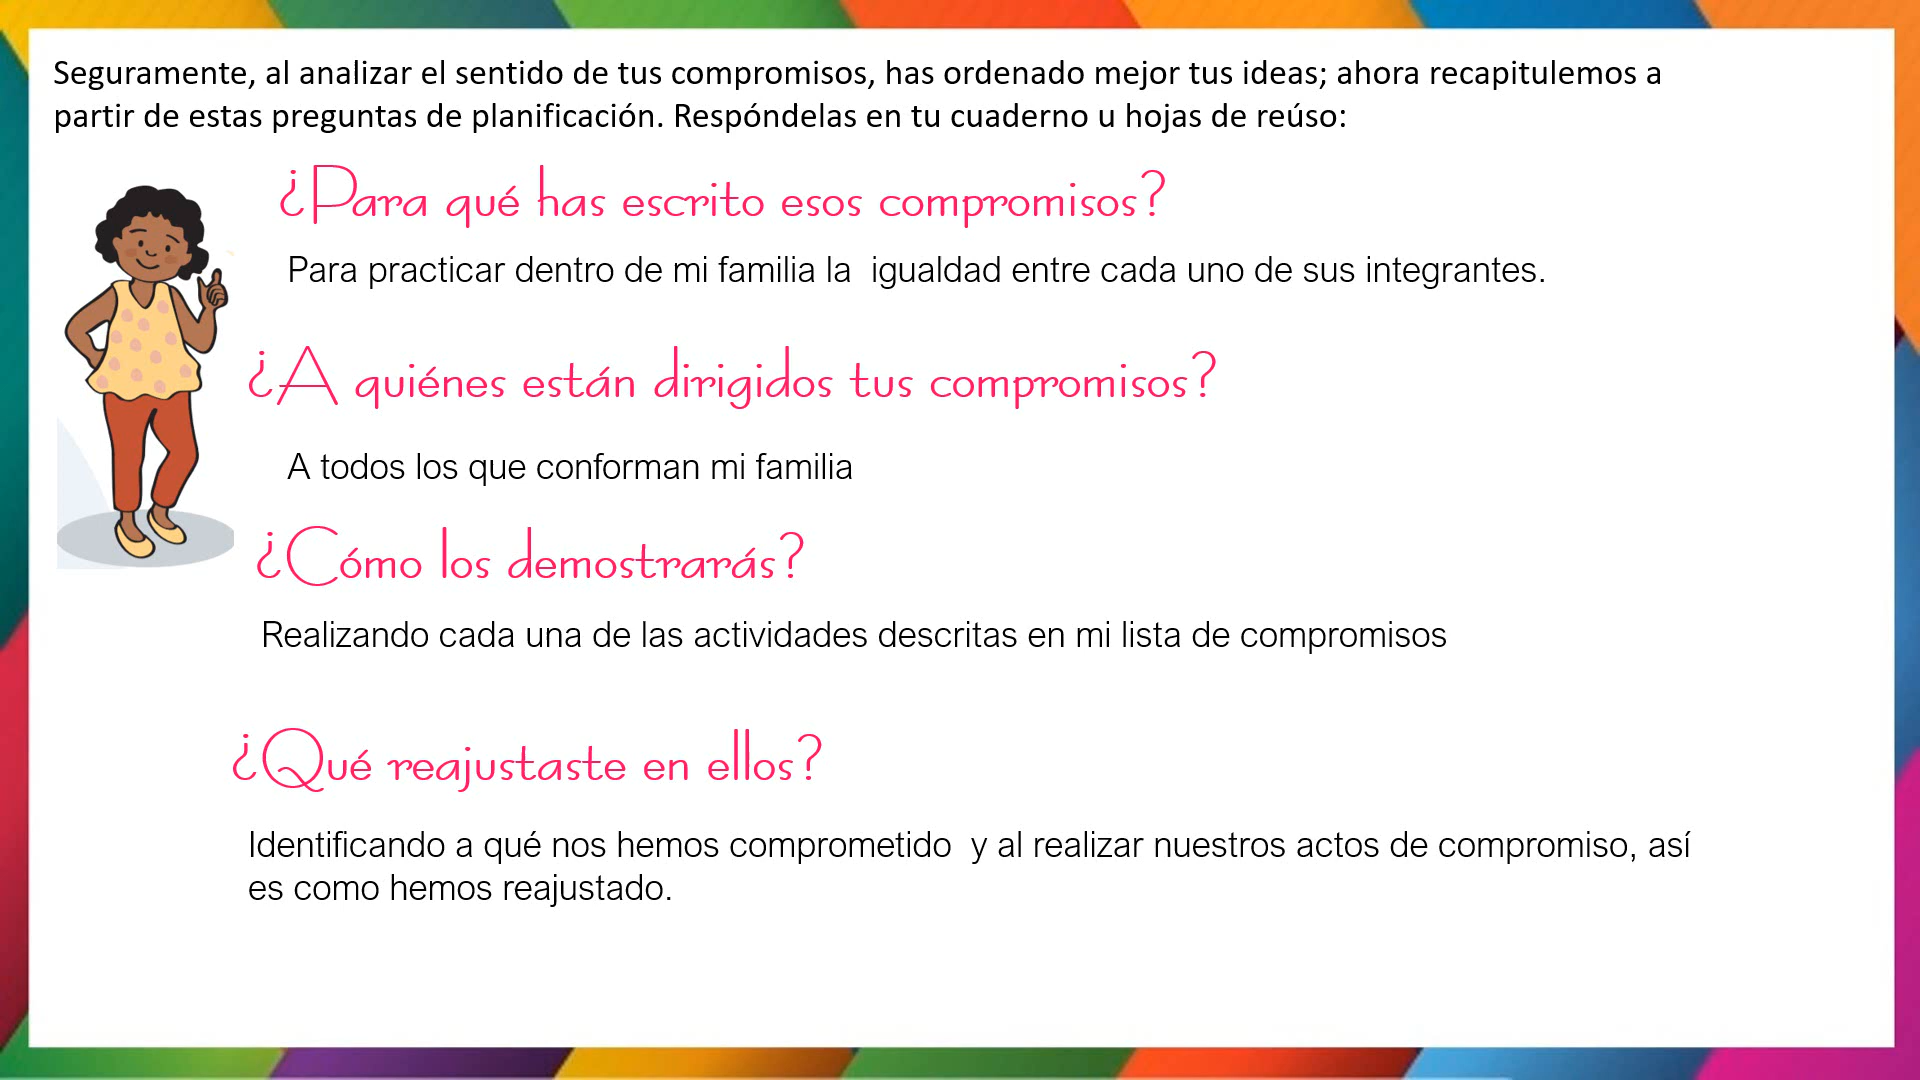 Seguramente, al analizar el sentido de tus compromisos, has ordenado mejor tus ideas; ahora recapitulemos a
partir de estas preguntas de planificación. Respóndelas en tu cuaderno u hojas de reúso:
¿Para qué has escrito esos compromisos?
Para practicar dentro de mi familia la  igualdad entre cada uno de sus integrantes.
¿A quiénes están dirigidos tus compromisos?
A todos los que conforman mi familia
¿Cómo los demostrarás?
Realizando cada una de las actividades descritas en mi lista de compromisos
¿Qué reajustaste en ellos?
Identificando a qué nos hemos comprometido  y al realizar nuestros actos de compromiso, así
es como hemos reajustado.